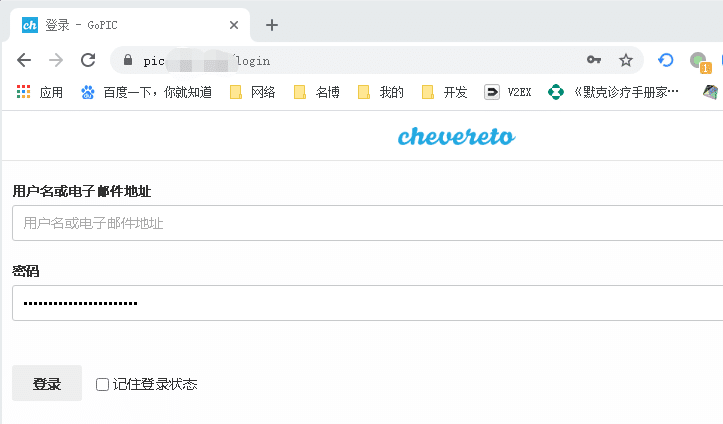 ch 登录 - GoPIC
pic /login
应用 百度一下，你就知道 网络 名博 我的 开发 V2EX 《默克诊疗手册家…
chevereto
用户名或电子邮件地址
用户名或电子邮件地址
密码
登录 记住登录状态
1